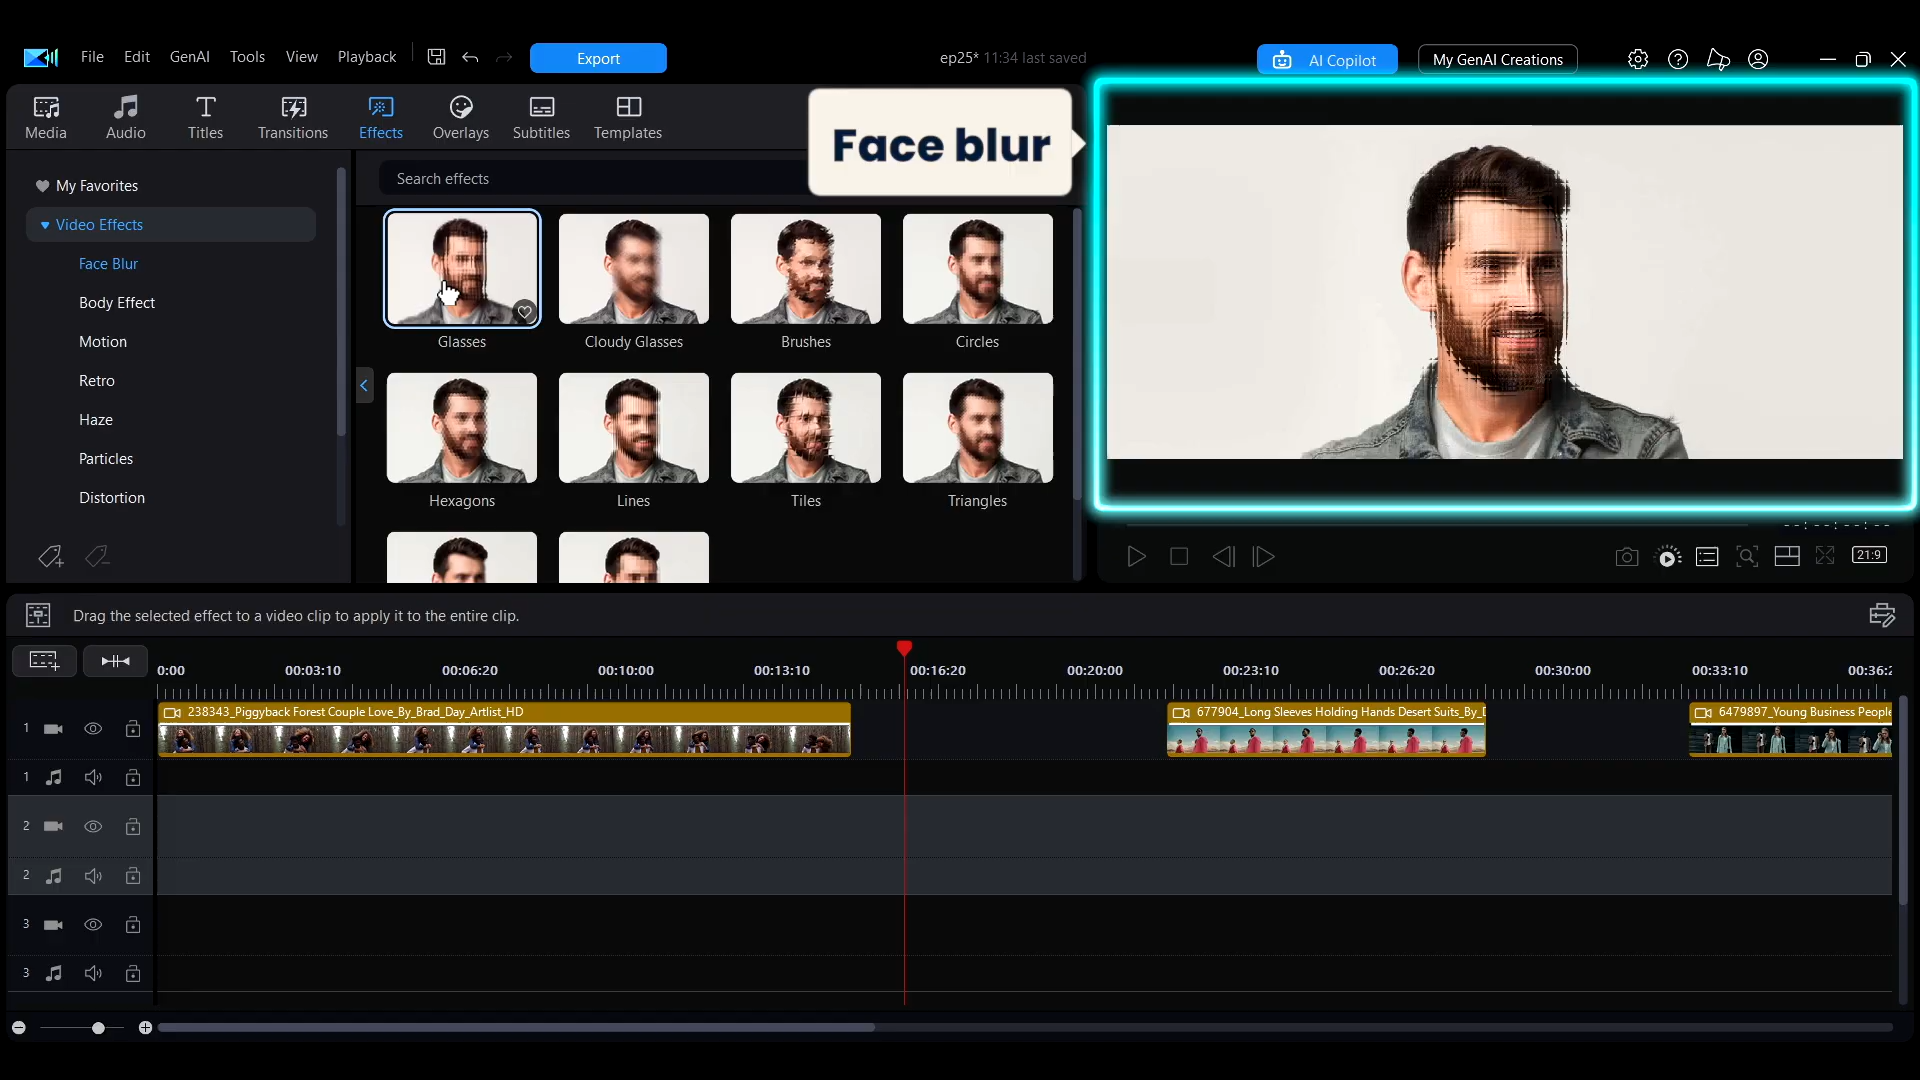 File Edit GenAI Tools View Playback Export ep25* 11:34 last saved AI Copilot My GenAI Creations
Media Audio Titles Transitions Effects Overlays Subtitles Templates
Face blur
My Favorites
Search effects
Video Effects
Face Blur
Body Effect
Motion
Retro
Haze
Particles
Distortion
Glasses Cloudy Glasses Brushes Circles
Hexagons Lines Tiles Triangles
21:9
Drag the selected effect to a video clip to apply it to the entire clip.
0:00 00:03:10 00:06:20 00:10:00 00:13:10 00:16:20 00:20:00 00:23:10 00:26:20 00:30:00 00:33:10 00:36:2
1 238343_Piggyback Forest Couple Love_By_Brad_Day_Artlist_HD 677904_Long Sleeves Holding Hands Desert Suits_By_D 6479897_Young Business People
1
2
2
3
3